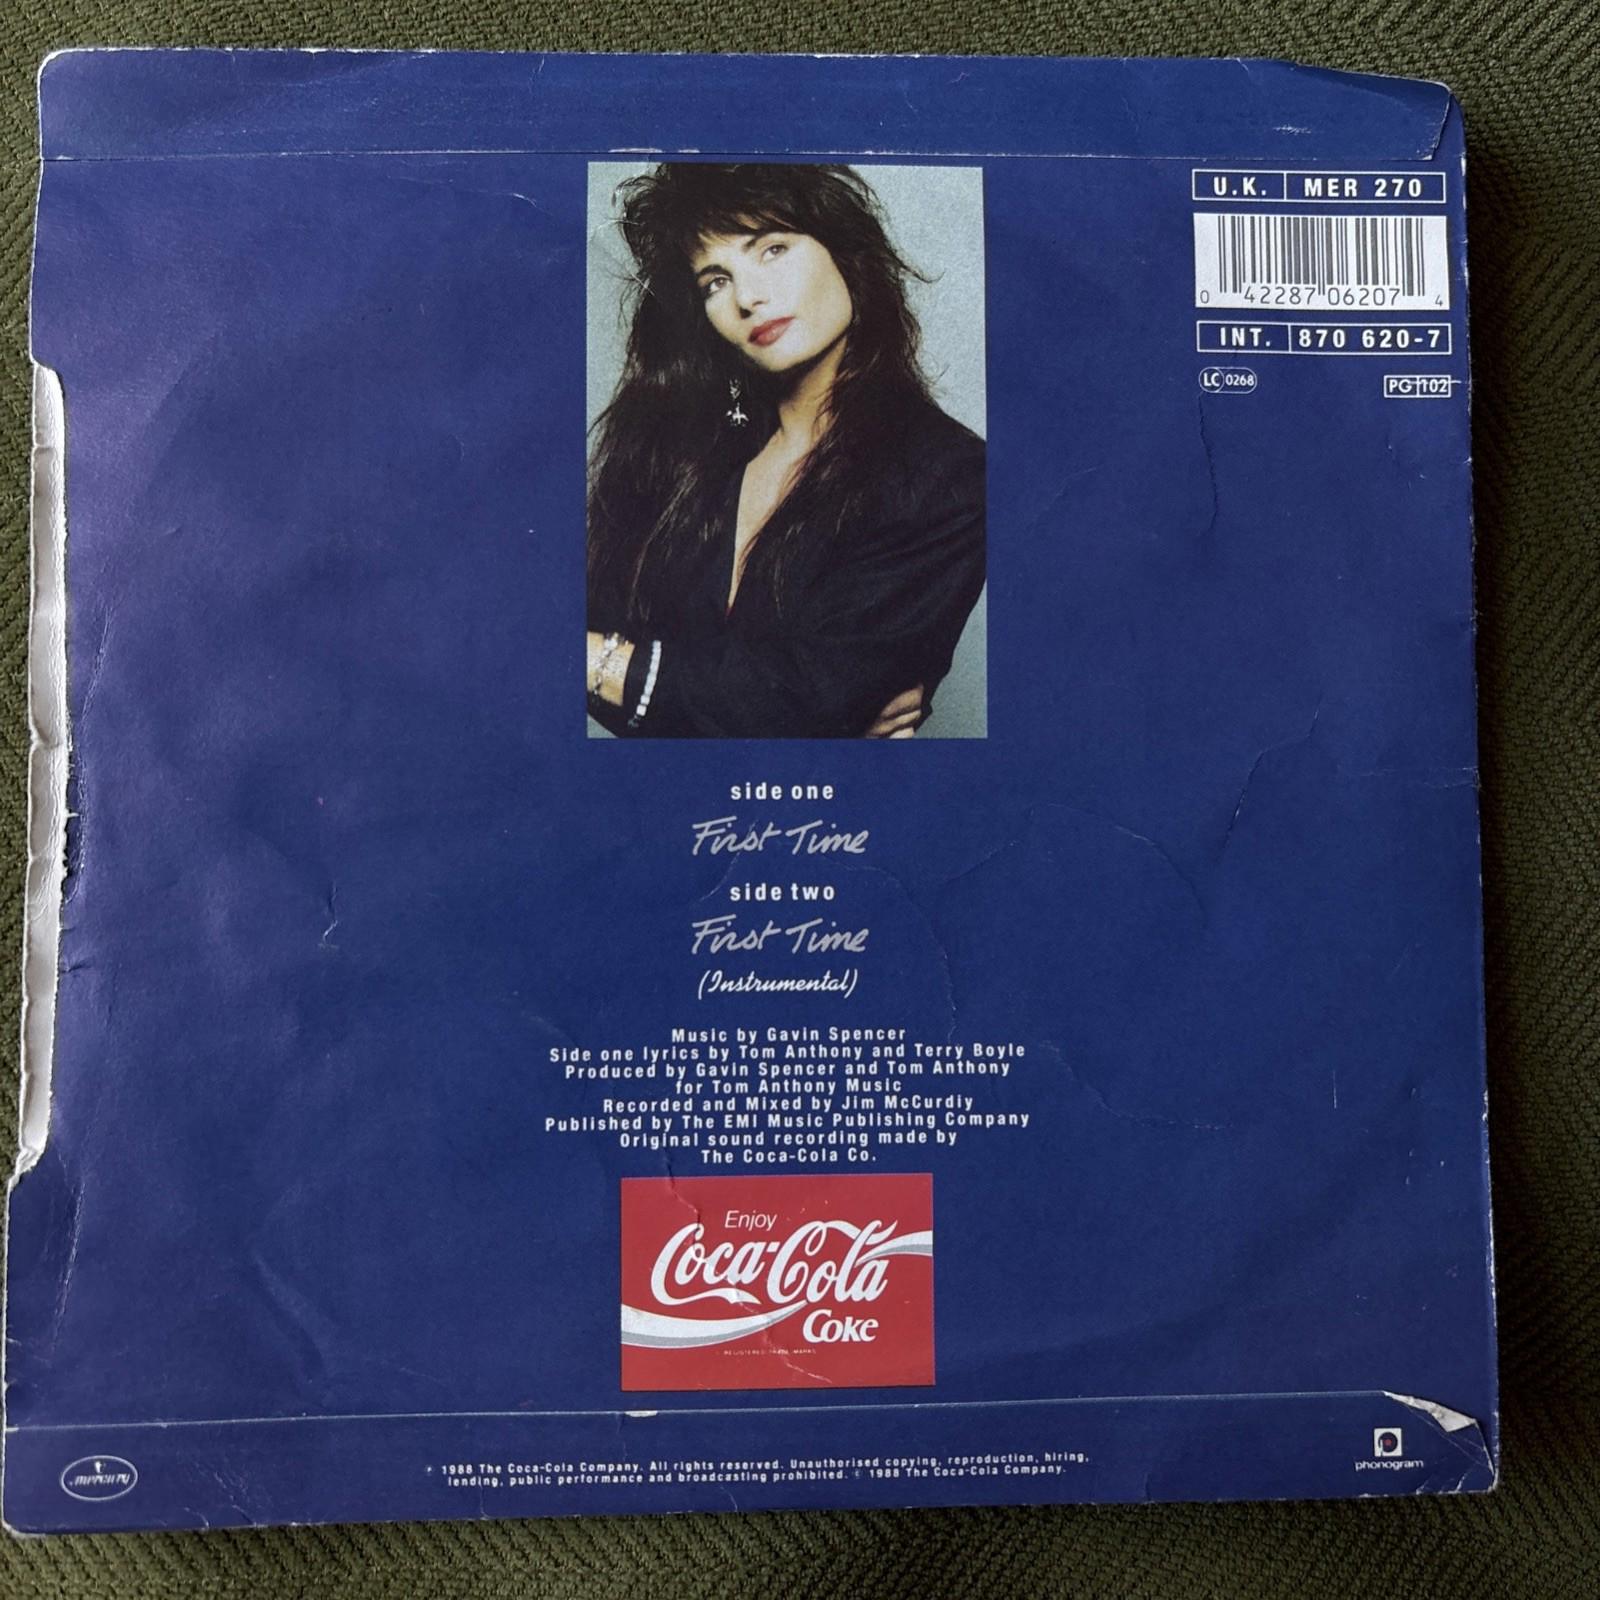 U.K. MER 270
0 42287 06207 4
INT. 870 620-7
LC 0268 PG 102
side one
First Time
side two
First Time
(Instrumental)
Music by Gavin Spencer
Side one lyrics by Tom Anthony and Terry Boyle
Produced by Gavin Spencer and Tom Anthony
for Tom Anthony Music
Recorded and Mixed by Jim McCurdiy
Published by The EMI Music Publishing Company
Original sound recording made by
The Coca-Cola Co.
Enjoy
Coca-Cola
Coke
REGISTERED TRADE MARKS
mercury
℗ 1988 The Coca-Cola Company. All rights reserved. Unauthorised copying, reproduction, hiring,
lending, public performance and broadcasting prohibited. © 1988 The Coca-Cola Company.
phonogram